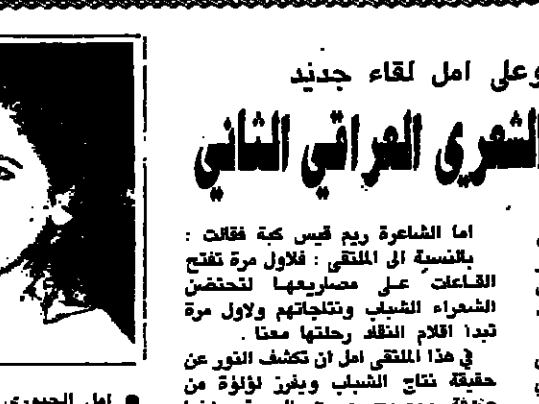 وعلى امل لقاء جديد
الشعري العراقي الثاني
اما الشاعرة ريم قيس كبة فقالت :
بالنسبة الى الملتقى : فلاول مرة تفتح
القاعات على مصاريعها لتحتضن
الشعراء الشباب ونتاجاتهم ولاول مرة
تبدا اقلام النقاد رحلتها معنا .
في هذا الملتقى امل ان تكشف النور عن
حقيقة نتاج الشباب ويفرز لؤلؤة من
● امل الجبوري